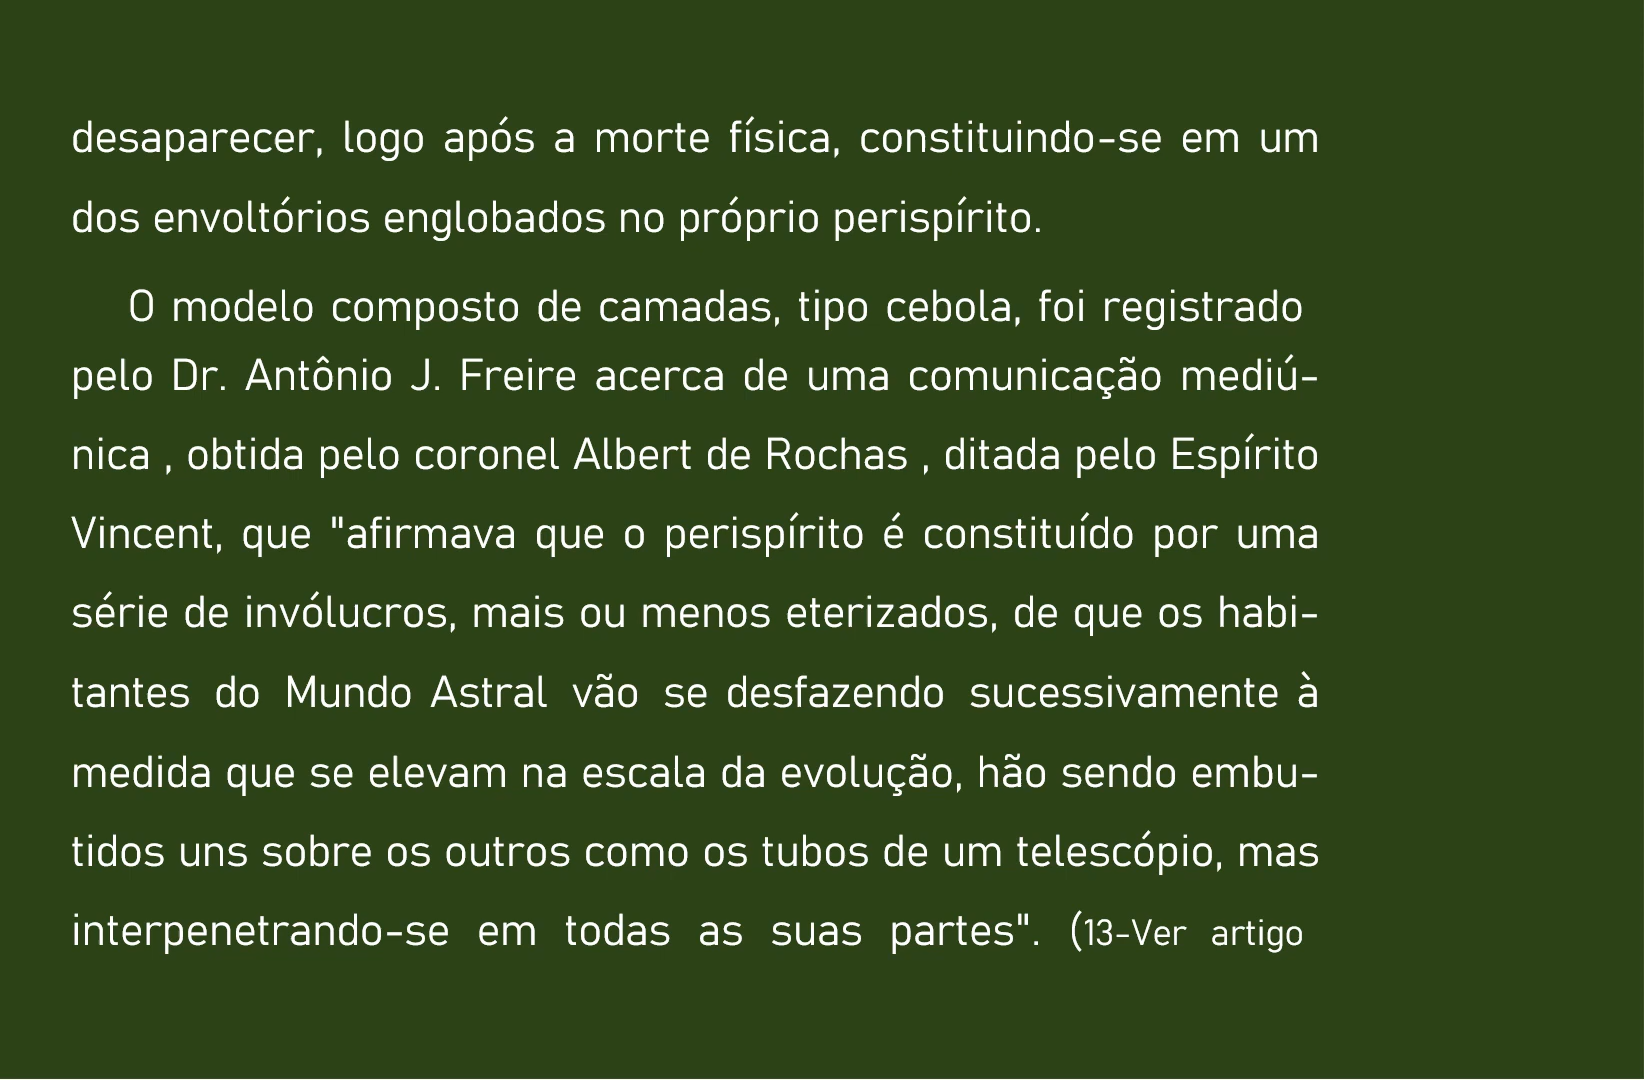 desaparecer, logo após a morte física, constituindo-se em um
dos envoltórios englobados no próprio perispírito.
O modelo composto de camadas, tipo cebola, foi registrado
pelo Dr. Antônio J. Freire acerca de uma comunicação mediú-
nica , obtida pelo coronel Albert de Rochas , ditada pelo Espírito
Vincent, que "afirmava que o perispírito é constituído por uma
série de invólucros, mais ou menos eterizados, de que os habi-
tantes do Mundo Astral vão se desfazendo sucessivamente à
medida que se elevam na escala da evolução, hão sendo embu-
tidos uns sobre os outros como os tubos de um telescópio, mas
interpenetrando-se em todas as suas partes". (13-Ver artigo